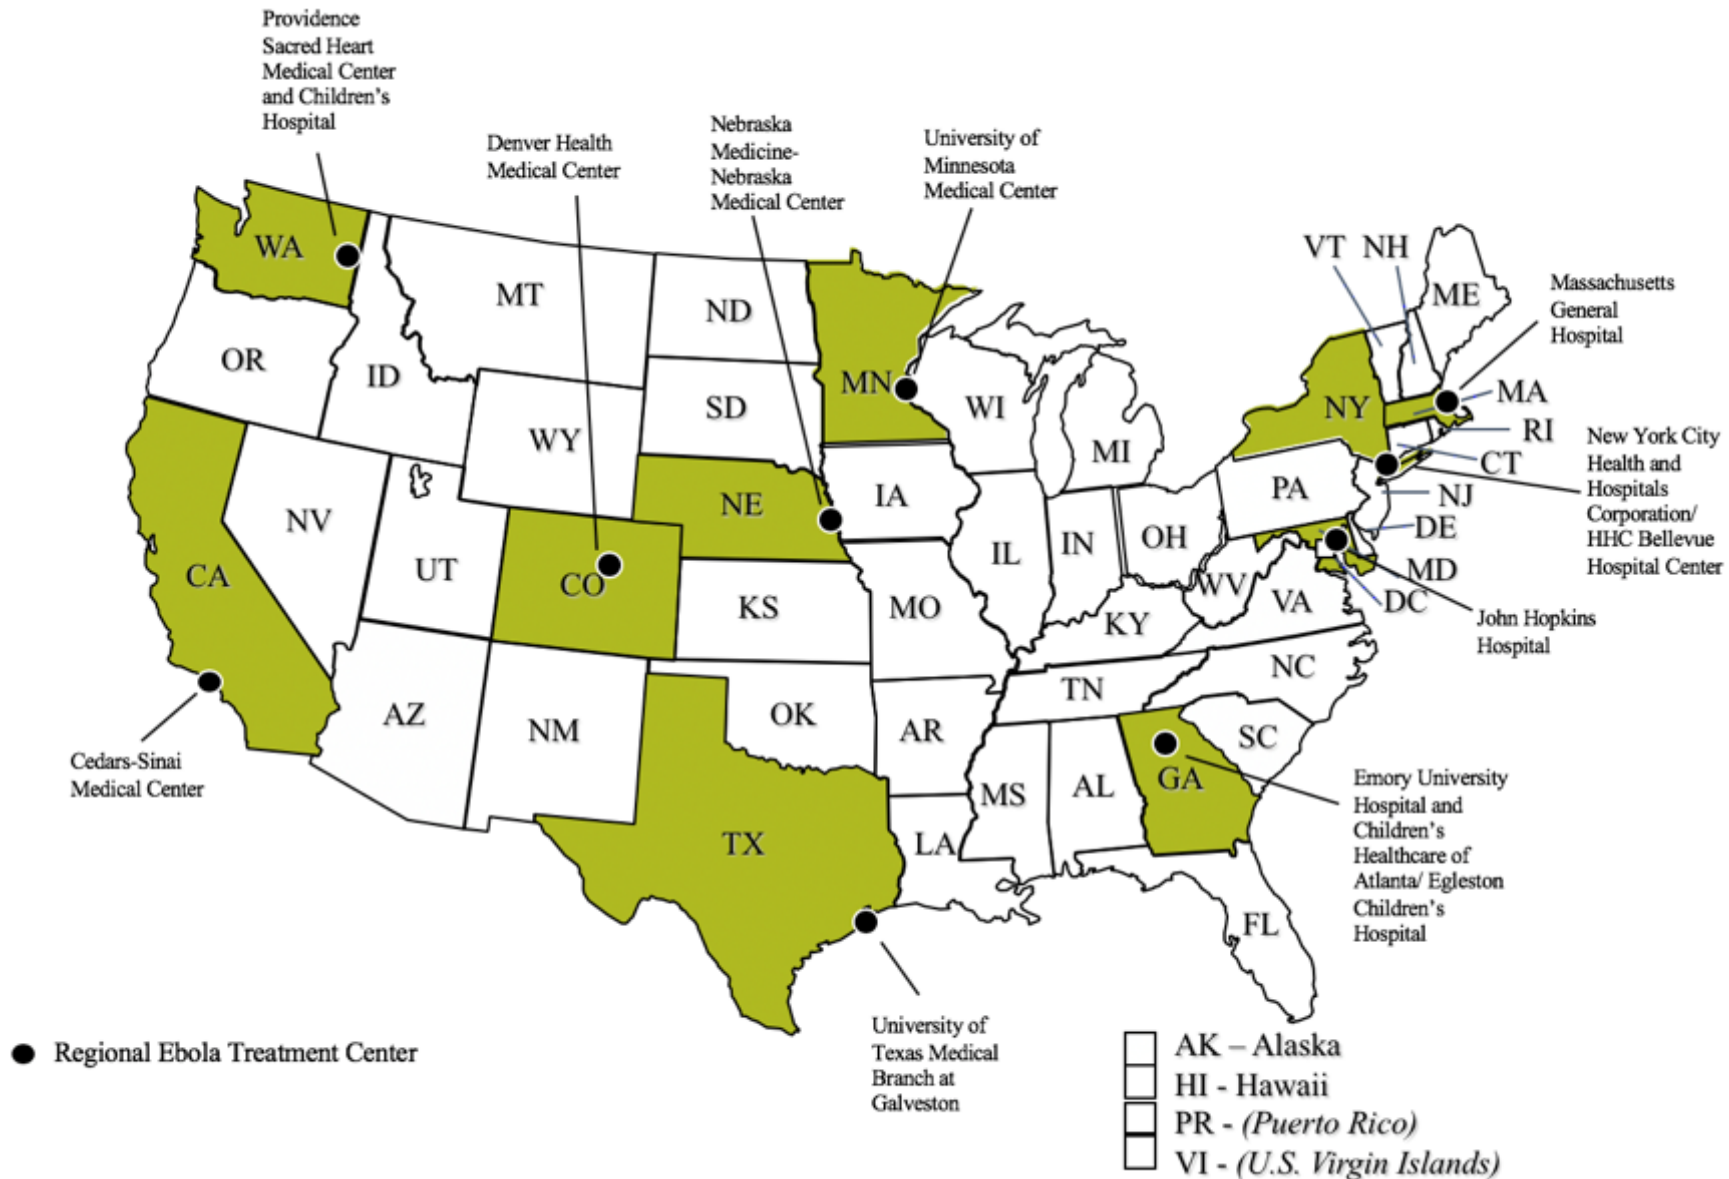 Providence
Sacred Heart
Medical Center
and Children's
Hospital
Denver Health
Medical Center
Nebraska
Medicine-
Nebraska
Medical Center
University of
Minnesota
Medical Center
WA
MT
ND
MN
VT NH
ME
Massachusetts
General
Hospital
OR
ID
SD
WI
MI
NY
MA
RI
CT
NJ
DE
MD
DC
New York City
Health and
Hospitals
Corporation/
HHC Bellevue
Hospital Center
WY
NE
IA
PA
NV
UT
CO
CA
KS
MO
IL
IN
OH
WV
VA
KY
John Hopkins
Hospital
NC
TN
AZ
NM
OK
AR
SC
MS
AL
GA
TX
LA
FL
Cedars-Sinai
Medical Center
Emory University
Hospital and
Children's
Healthcare of
Atlanta/ Egleston
Children's
Hospital
University of
Texas Medical
Branch at
Galveston
Regional Ebola Treatment Center
AK – Alaska
HI - Hawaii
PR - (Puerto Rico)
VI - (U.S. Virgin Islands)